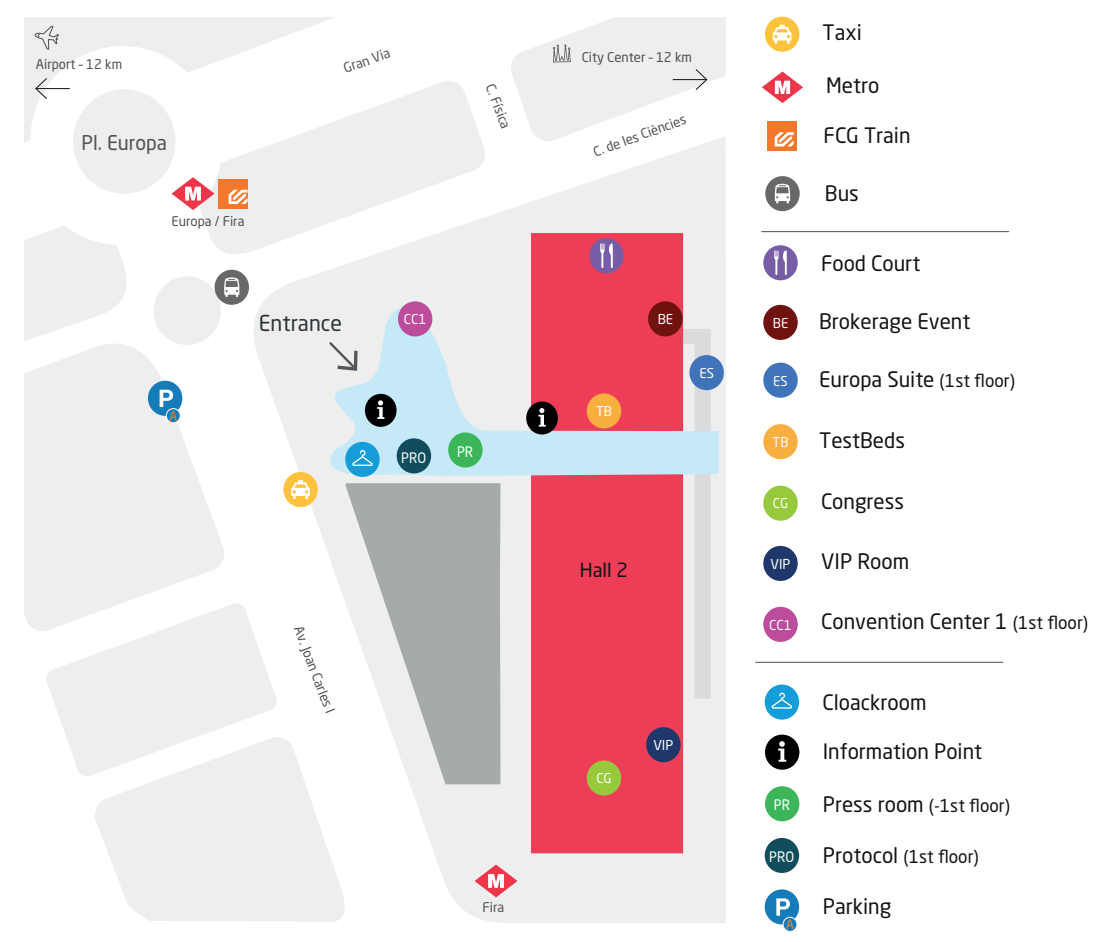 Airport - 12 km
Gran Via
City Center - 12 km
C. Física
C. de les Ciències
Pl. Europa
M
Europa / Fira
Entrance
CC1
BE
ES
P
A
i
i
TB
PRO
PR
Hall 2
Av. Joan Carles I
VIP
CG
M
Fira
Taxi
M Metro
FCG Train
Bus
Food Court
BE Brokerage Event
ES Europa Suite (1st floor)
TB TestBeds
CG Congress
VIP VIP Room
CC1 Convention Center 1 (1st floor)
Cloackroom
i Information Point
PR Press room (-1st floor)
PRO Protocol (1st floor)
P A Parking